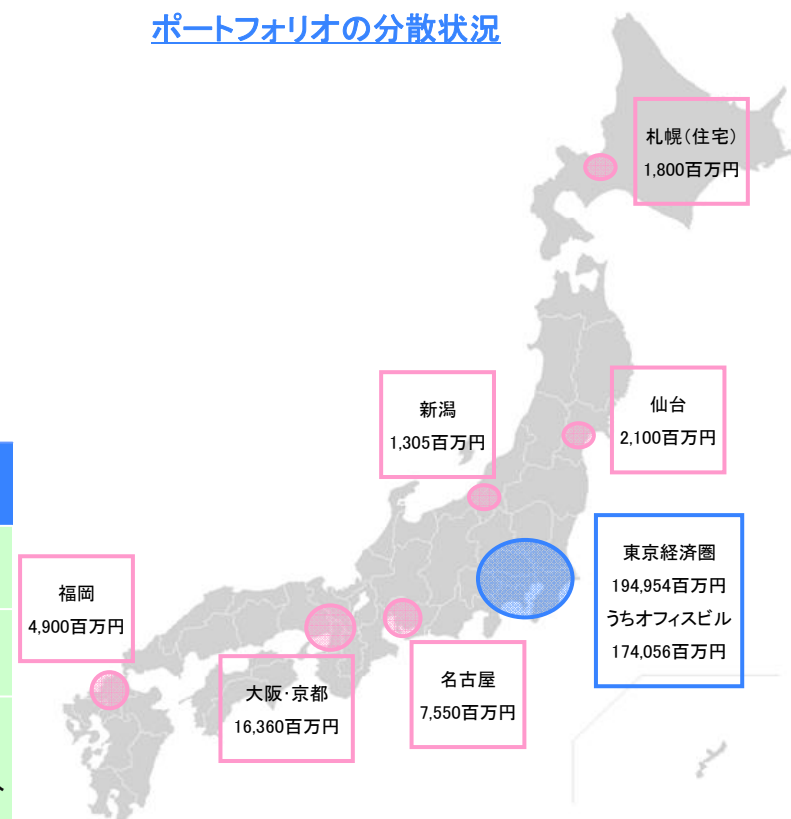 ポートフォリオの分散状況
札幌(住宅)
1,800百万円
仙台
2,100百万円
新潟
1,305百万円
東京経済圏
194,954百万円
うちオフィスビル
174,056百万円
福岡
4,900百万円
名古屋
7,550百万円
大阪・京都
16,360百万円